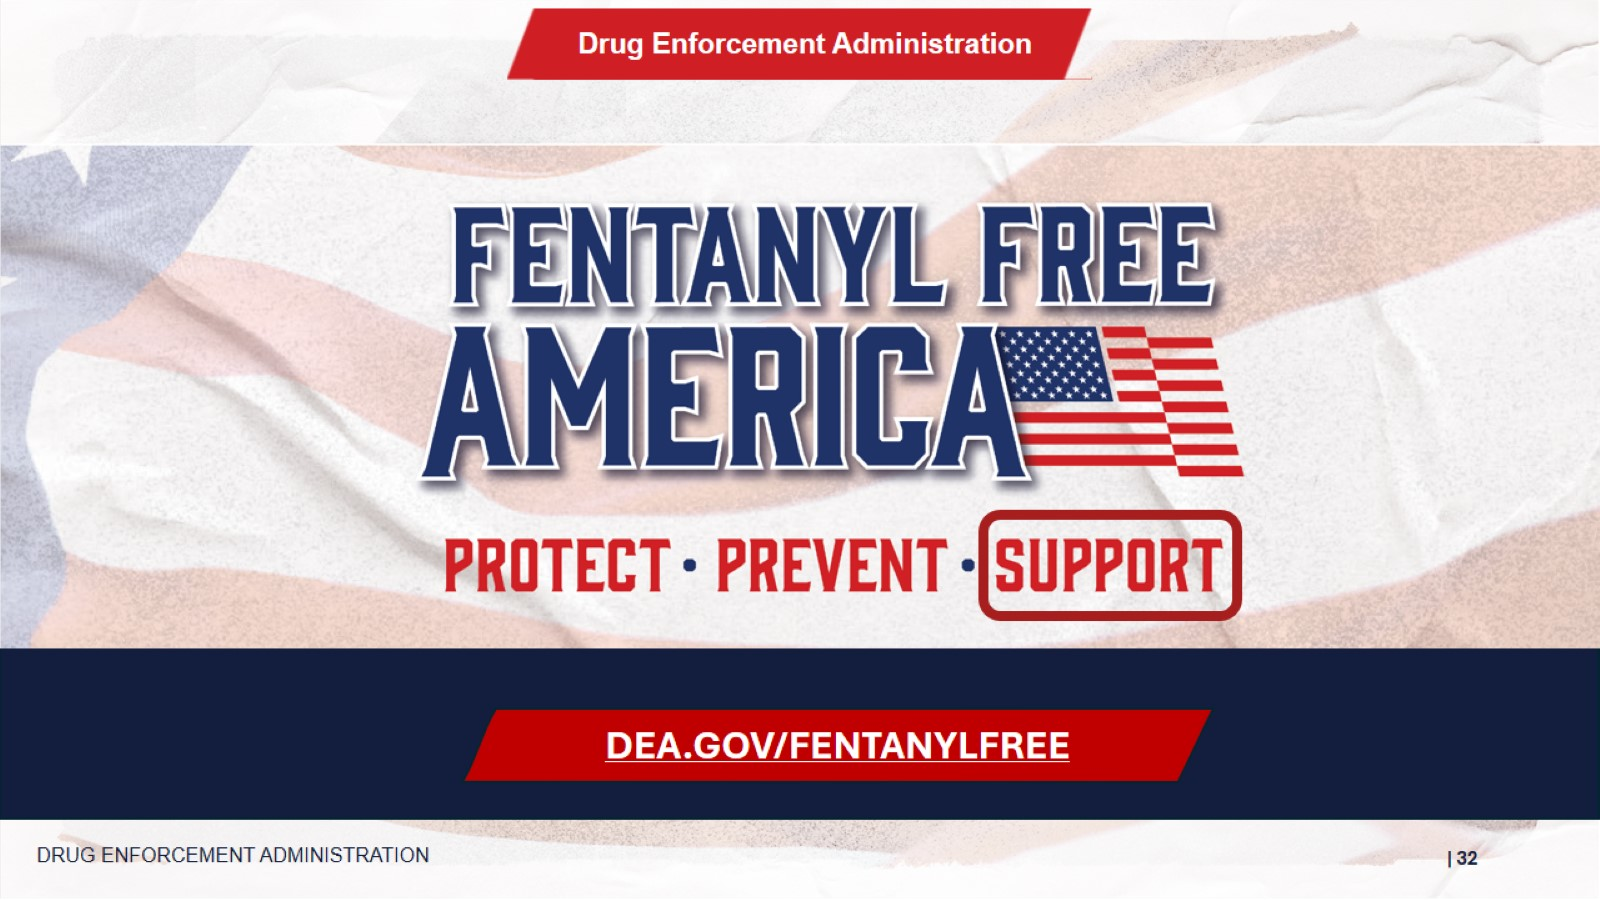 Drug Enforcement Administration
FENTANYL FREE
AMERICA
PROTECT • PREVENT • SUPPORT
DEA.GOV/FENTANYLFREE
DRUG ENFORCEMENT ADMINISTRATION
| 32